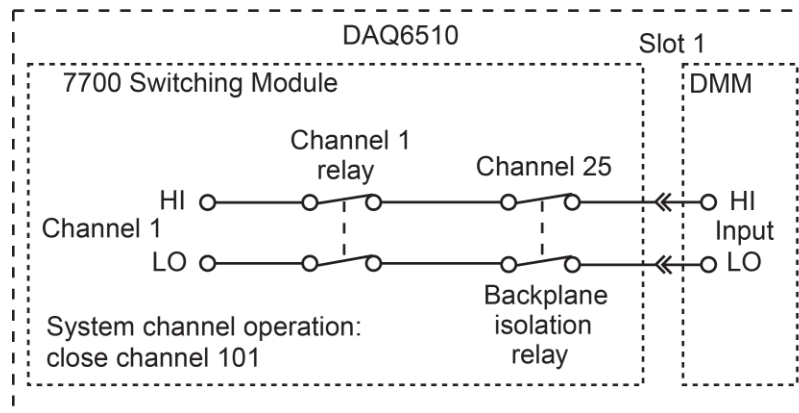 DAQ6510
Slot 1
7700 Switching Module
DMM
Channel 1
relay
Channel 25
HI
HI
Channel 1
Input
LO
LO
Backplane
isolation
relay
System channel operation:
close channel 101